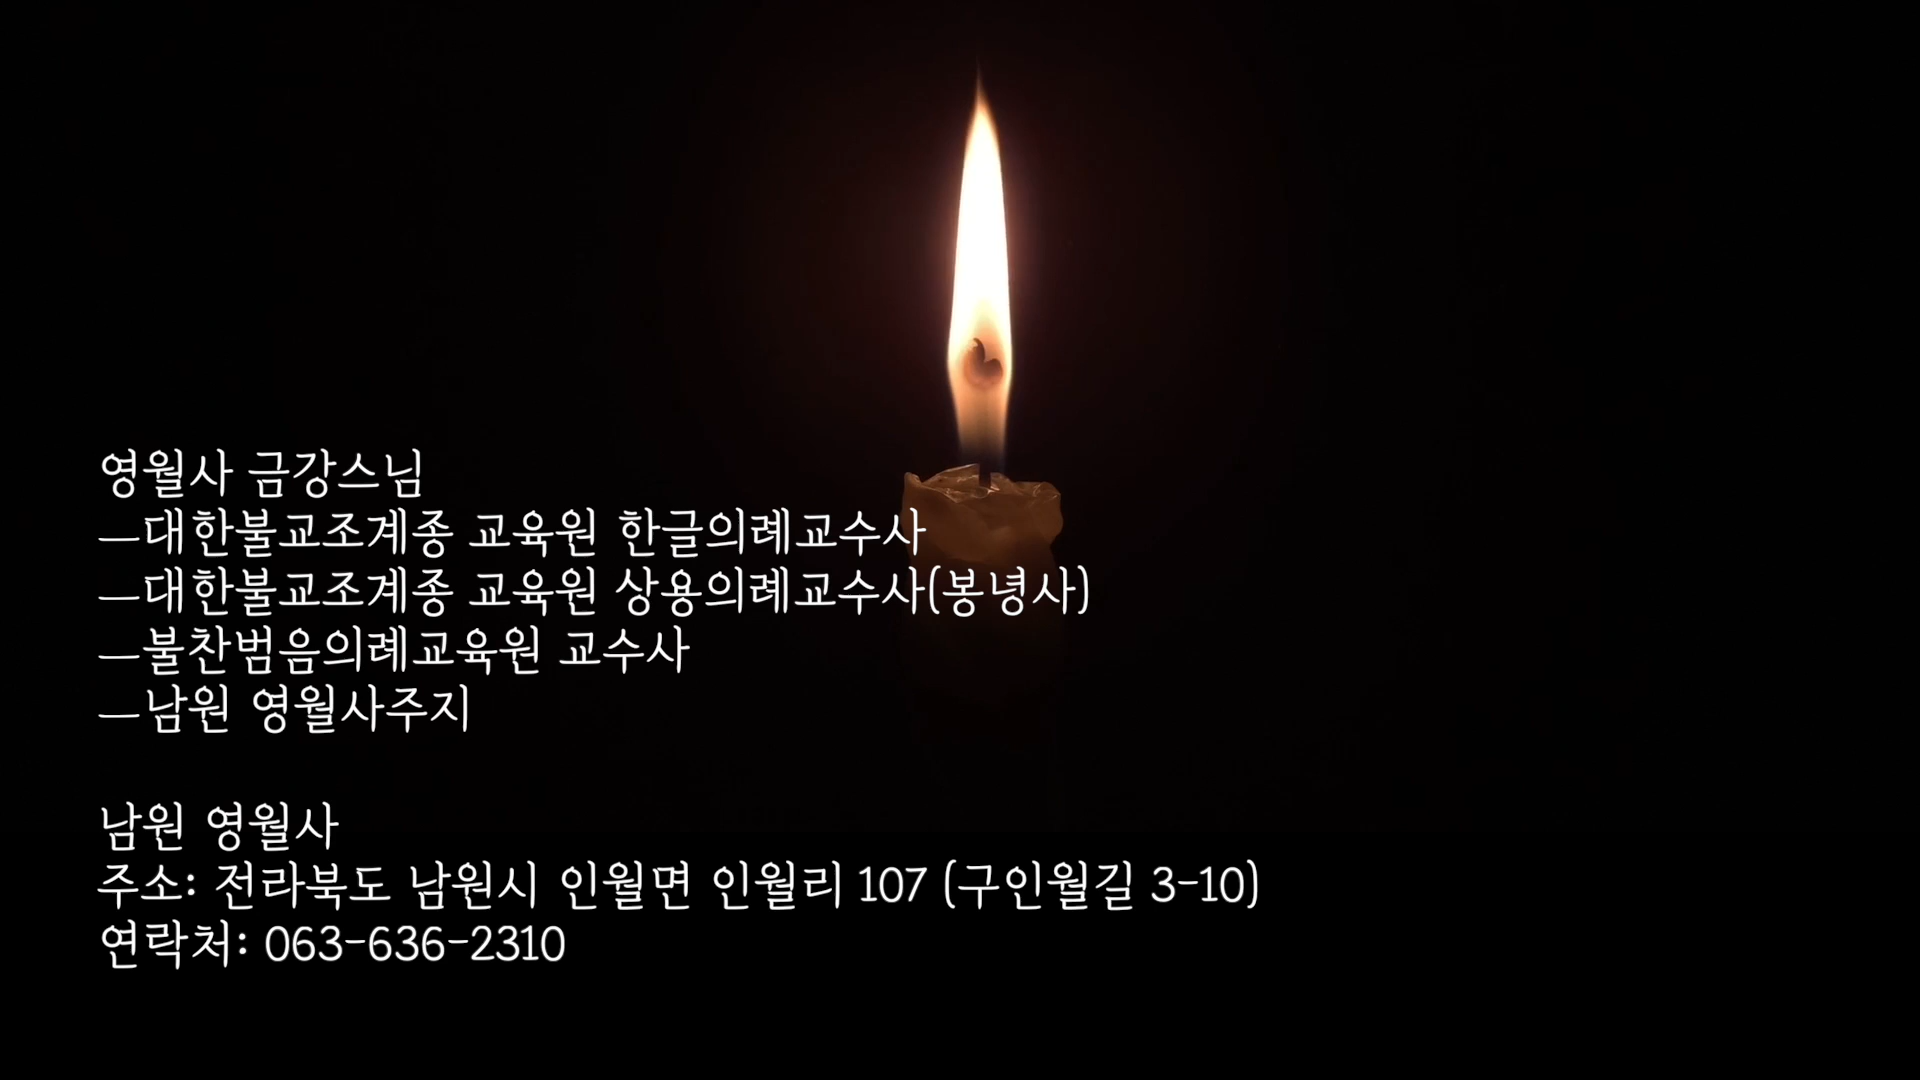 영월사 금강스님
—대한불교조계종 교육원 한글의례교수사
—대한불교조계종 교육원 상용의례교수사(봉녕사)
—불찬범음의례교육원 교수사
—남원 영월사주지
남원 영월사
주소: 전라북도 남원시 인월면 인월리 107 (구인월길 3-10)
연락처: 063-636-2310